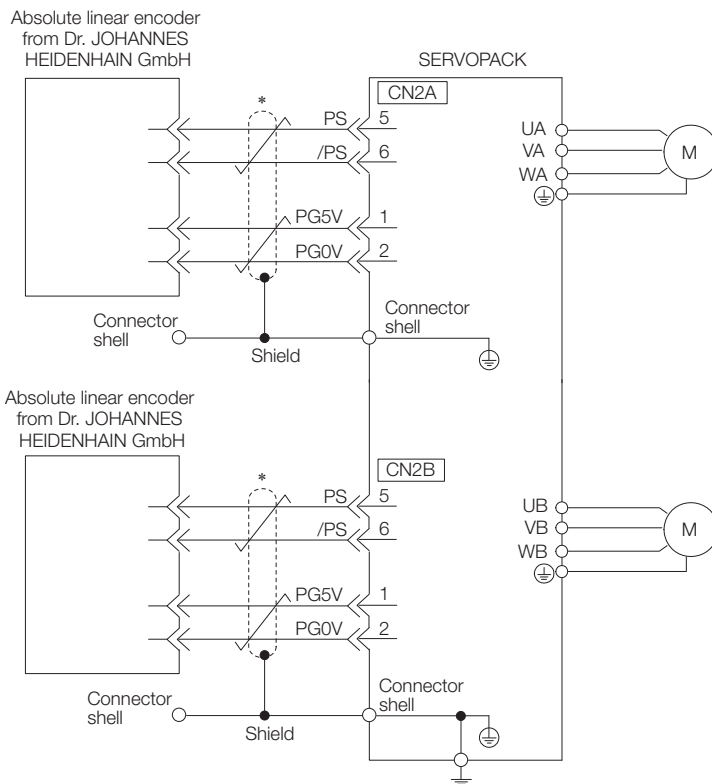 Absolute linear encoder
from Dr. JOHANNES
HEIDENHAIN GmbH
SERVOPACK
CN2A
*
PS
5
/PS
6
PG5V
1
PG0V
2
UA
VA
WA
M
Connector
shell
Shield
Connector
shell
Absolute linear encoder
from Dr. JOHANNES
HEIDENHAIN GmbH
CN2B
*
PS
5
/PS
6
PG5V
1
PG0V
2
UB
VB
WB
M
Connector
shell
Shield
Connector
shell